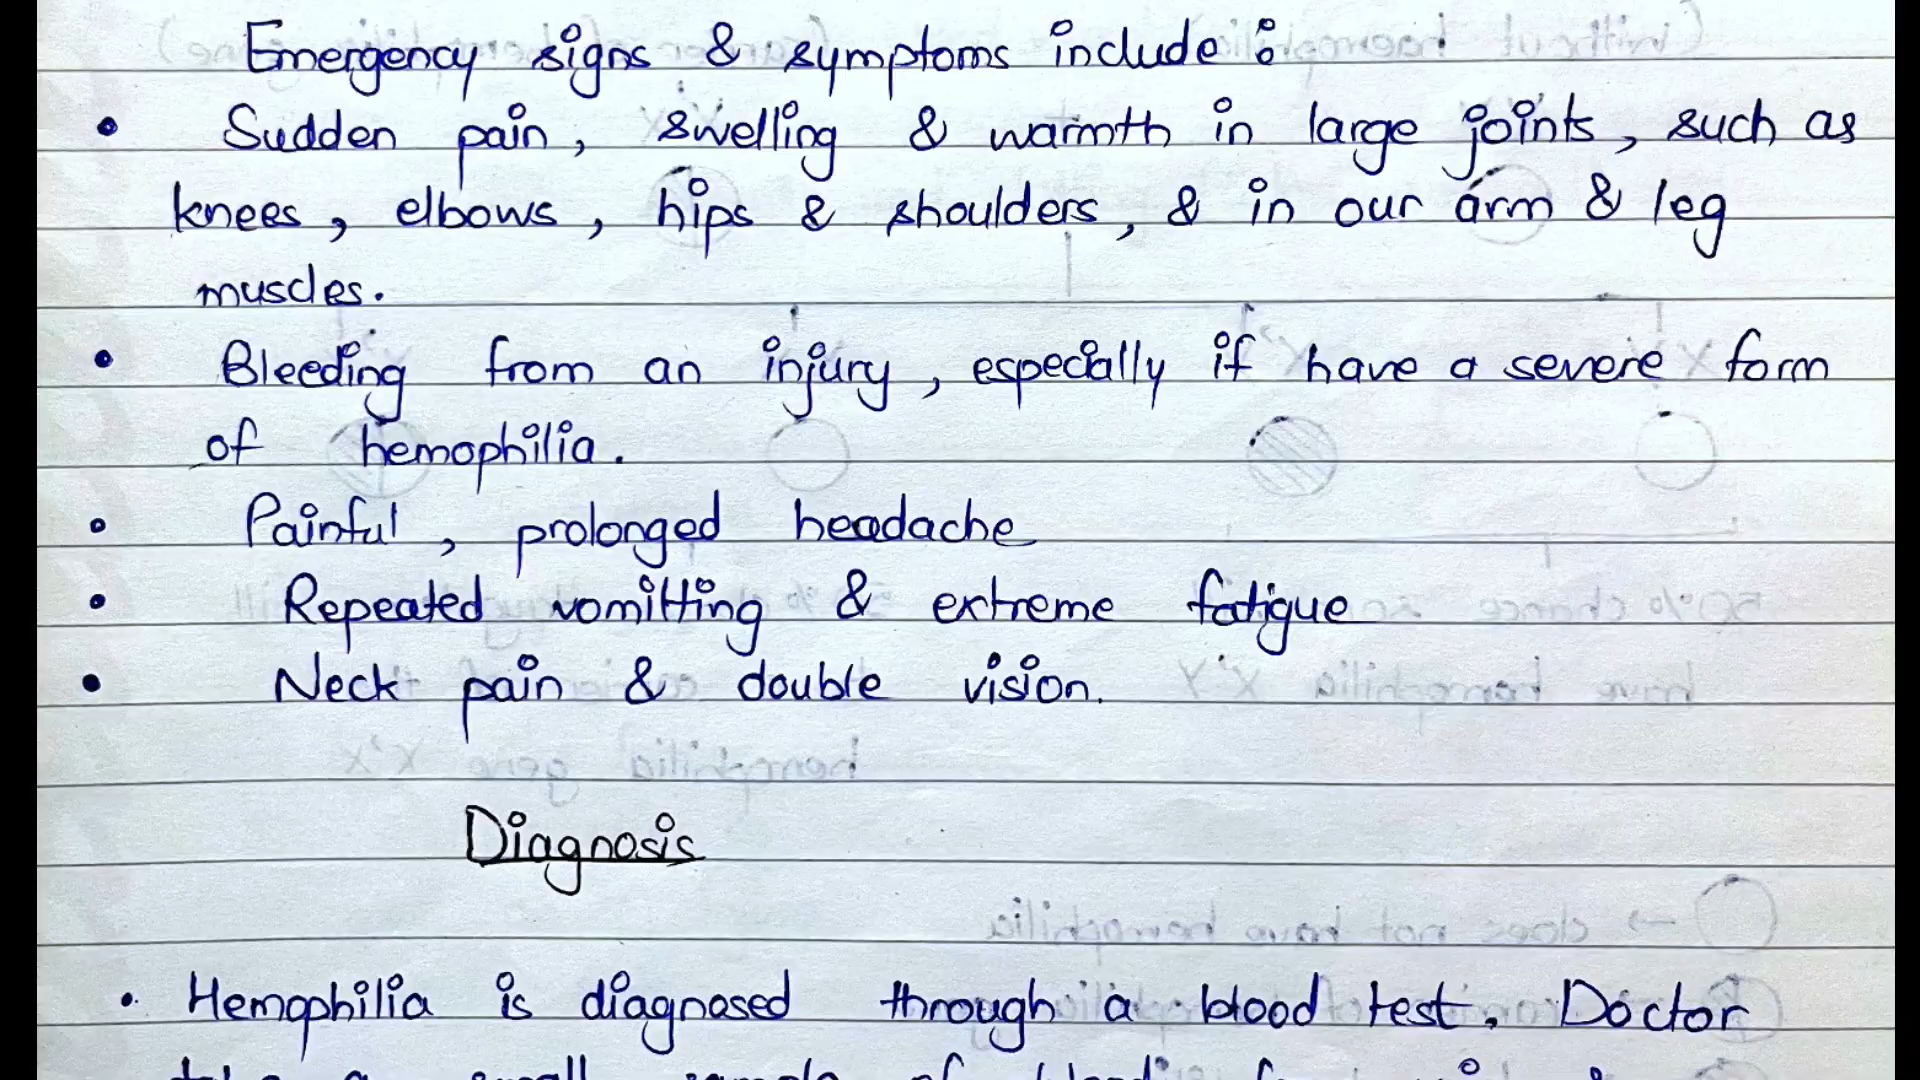 Emergency signs & symptoms include :
• Sudden pain, swelling & warmth in large joints, such as
knees, elbows, hips & shoulders, & in our arm & leg
muscles.
• Bleeding from an injury, especially if have a severe form
of hemophilia.
• Painful, prolonged headache
• Repeated vomitting & extreme fatigue
• Neck pain & double vision.
Diagnosis
• Hemophilia is diagnosed through a blood test. Doctor